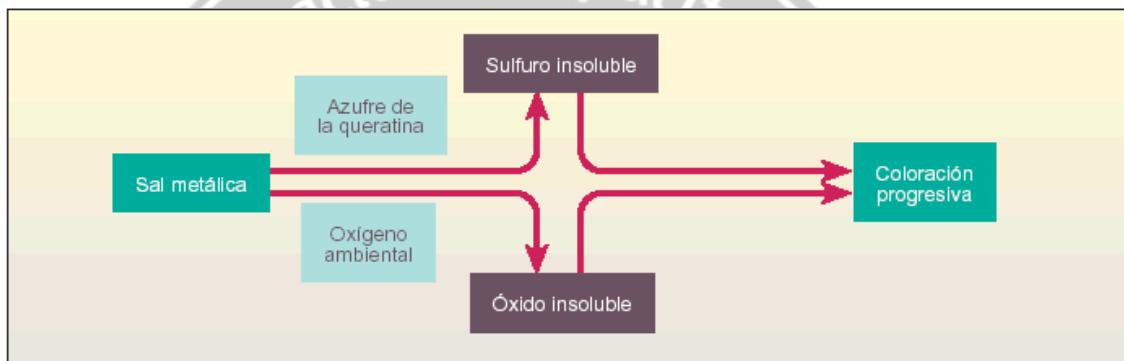 Sulfuro insoluble
Azufre de
la queratina
Sal metálica
Coloración
progresiva
Oxígeno
ambiental
Óxido insoluble